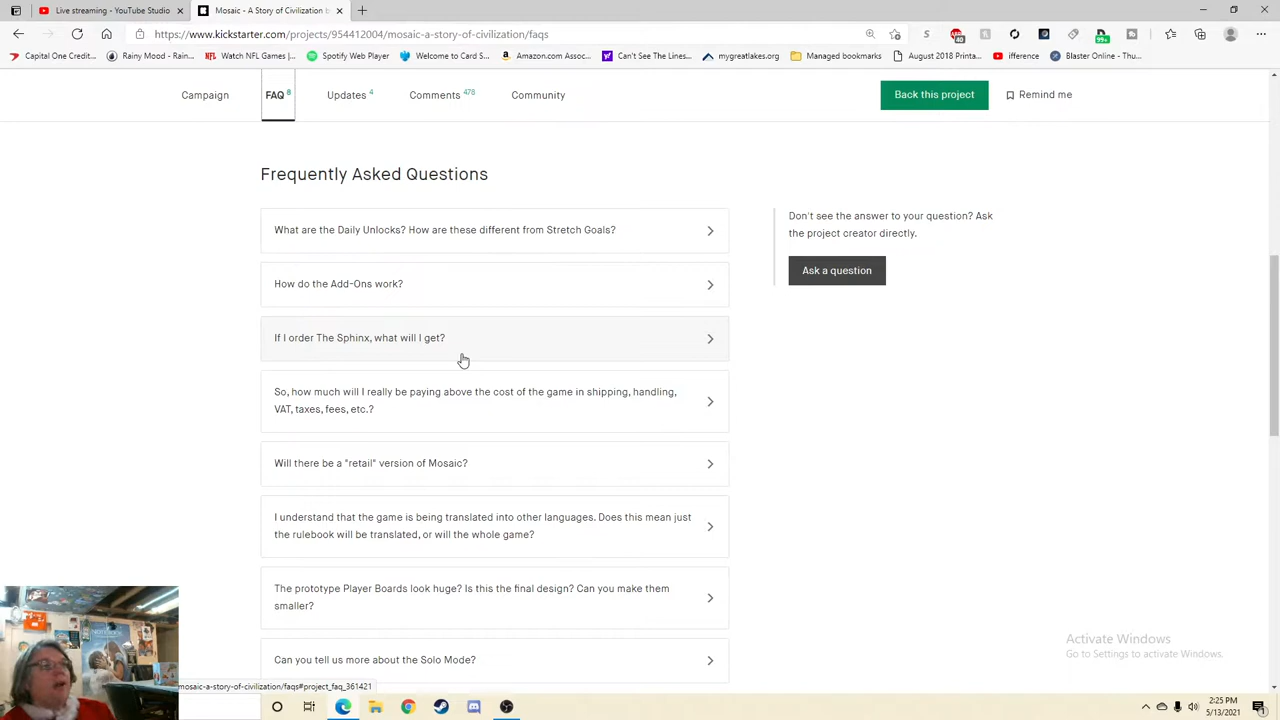 Live streaming - YouTube Studio
Mosaic - A Story of Civilization b
https://www.kickstarter.com/projects/954412004/mosaic-a-story-of-civilization/faqs
Capital One Credit...
Rainy Mood - Rain...
Watch NFL Games |...
Spotify Web Player
Welcome to Card S...
Amazon.com Assoc...
Can't See The Lines...
mygreatlakes.org
Managed bookmarks
August 2018 Printa...
ifference
Blaster Online - Thu...
Campaign
FAQ 8
Updates 4
Comments 478
Community
Back this project
Remind me
Frequently Asked Questions
What are the Daily Unlocks? How are these different from Stretch Goals?
How do the Add-Ons work?
If I order The Sphinx, what will I get?
So, how much will I really be paying above the cost of the game in shipping, handling,
VAT, taxes, fees, etc.?
Will there be a "retail" version of Mosaic?
I understand that the game is being translated into other languages. Does this mean just
the rulebook will be translated, or will the whole game?
The prototype Player Boards look huge? Is this the final design? Can you make them
smaller?
Can you tell us more about the Solo Mode?
Don't see the answer to your question? Ask
the project creator directly.
Ask a question
Activate Windows
Go to Settings to activate Windows.
mosaic-a-story-of-civilization/faqs#project_faq_361421
2:25 PM
5/13/2021